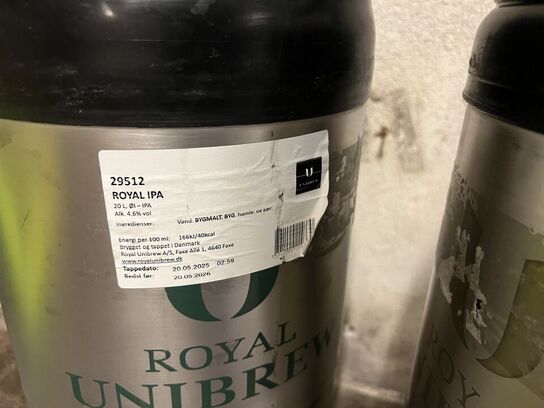 29512
ROYAL IPA
20 L, Øl – IPA
Alk. 4,6% vol
Ingredienser: Vand, BYGMALT, BYG, humle, og gær
Energi per 100 ml: 166kJ/40kcal
Brygget og tappet i Danmark
Royal Unibrew A/S, Faxe Allé 1, 4640 Faxe
www.royalunibrew.dk
Tappedato: 20.05.2025 02:59
Bedst før: 20.05.2026
U
UNIBREW
ROYAL
UNIBREW
ROY